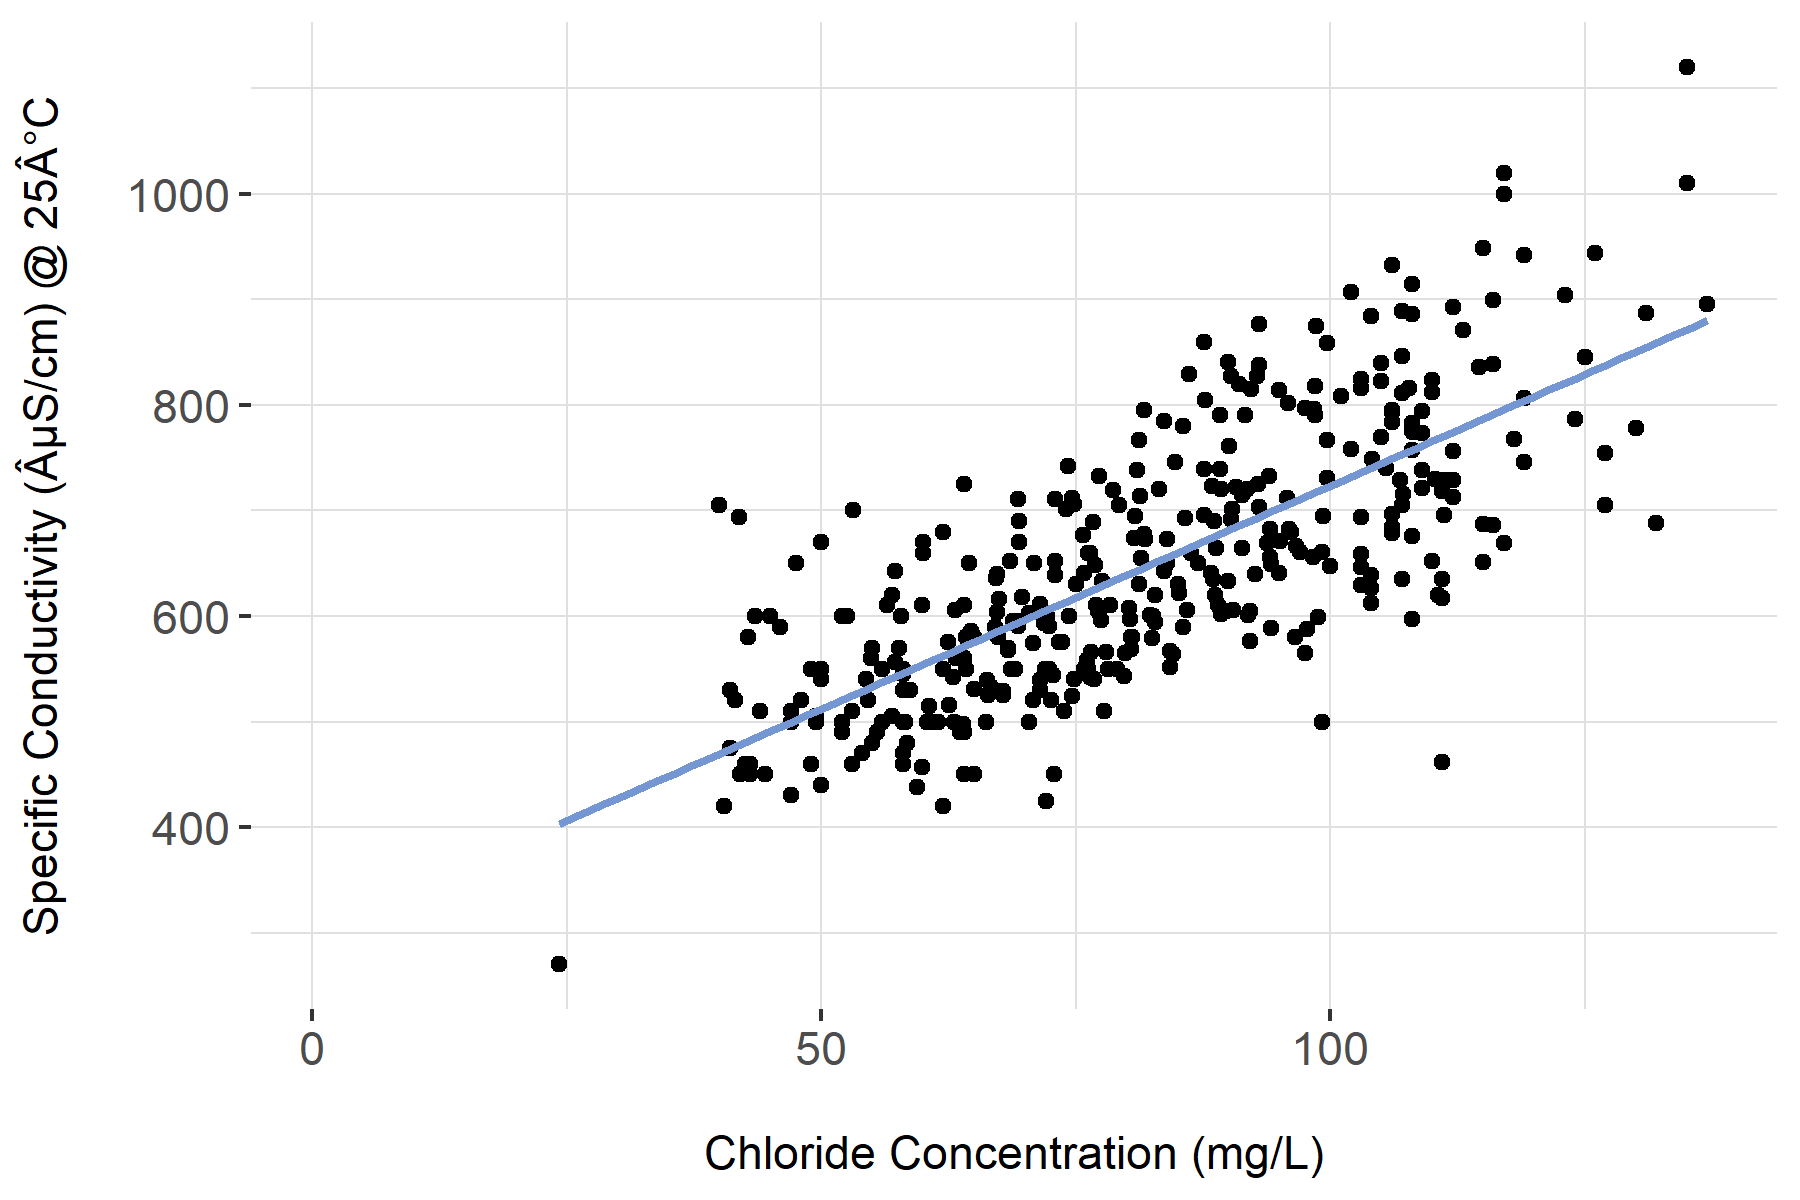 Specific Conductivity (ÂµS/cm) @ 25Â°C
1000
800
600
400
0 50 100
Chloride Concentration (mg/L)